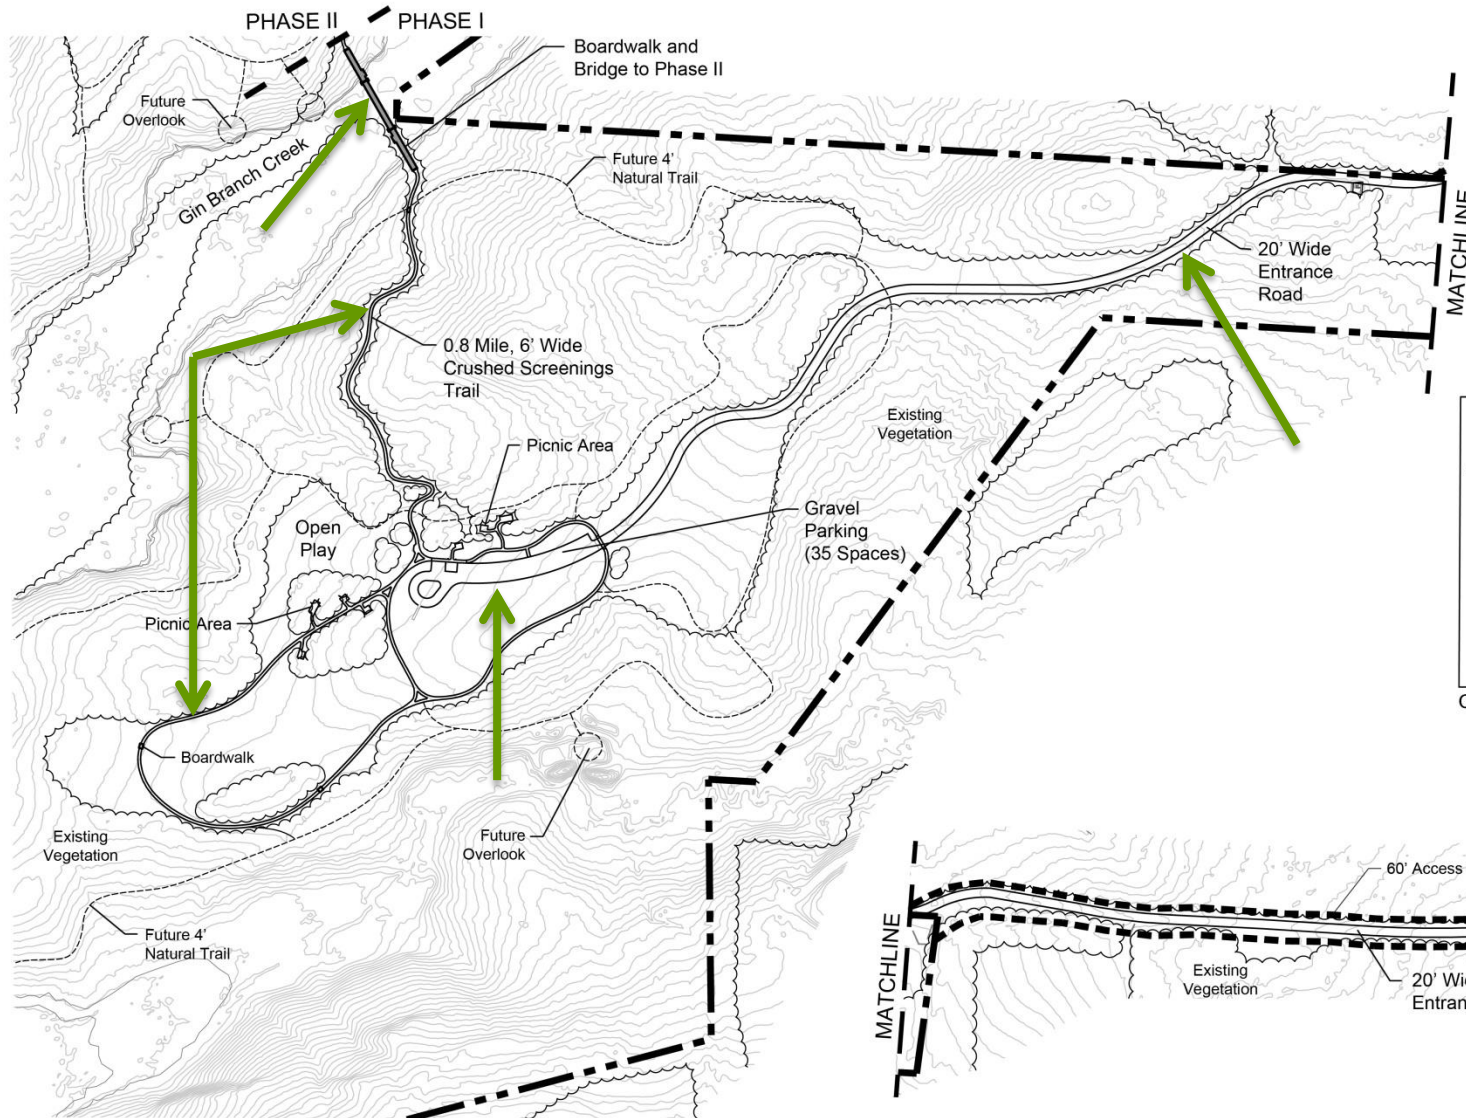 PHASE II
PHASE I
Boardwalk and
Bridge to Phase II
Future
Overlook
Gin Branch Creek
Future 4'
Natural Trail
20' Wide
Entrance
Road
MATCHLINE
0.8 Mile, 6' Wide
Crushed Screenings
Trail
Existing
Vegetation
Picnic Area
Gravel
Parking
(35 Spaces)
Open
Play
Picnic Area
Boardwalk
Existing
Vegetation
Future
Overlook
Future 4'
Natural Trail
60' Access
MATCHLINE
Existing
Vegetation
20' Wi
Entran